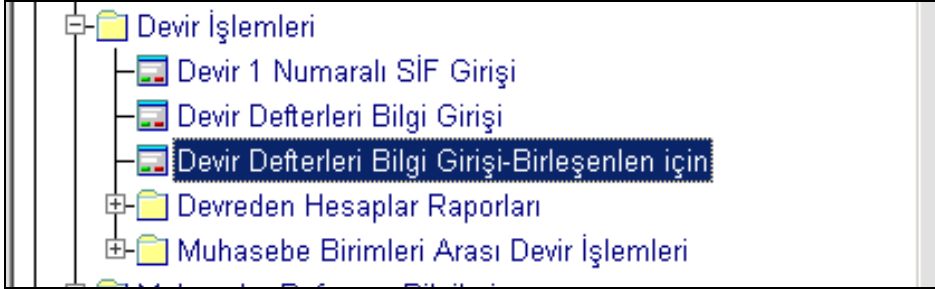 Devir İşlemleri
Devir 1 Numaralı SİF Girişi
Devir Defterleri Bilgi Girişi
Devir Defterleri Bilgi Girişi-Birleşenlen için
Devreden Hesaplar Raporları
Muhasebe Birimleri Arası Devir İşlemleri